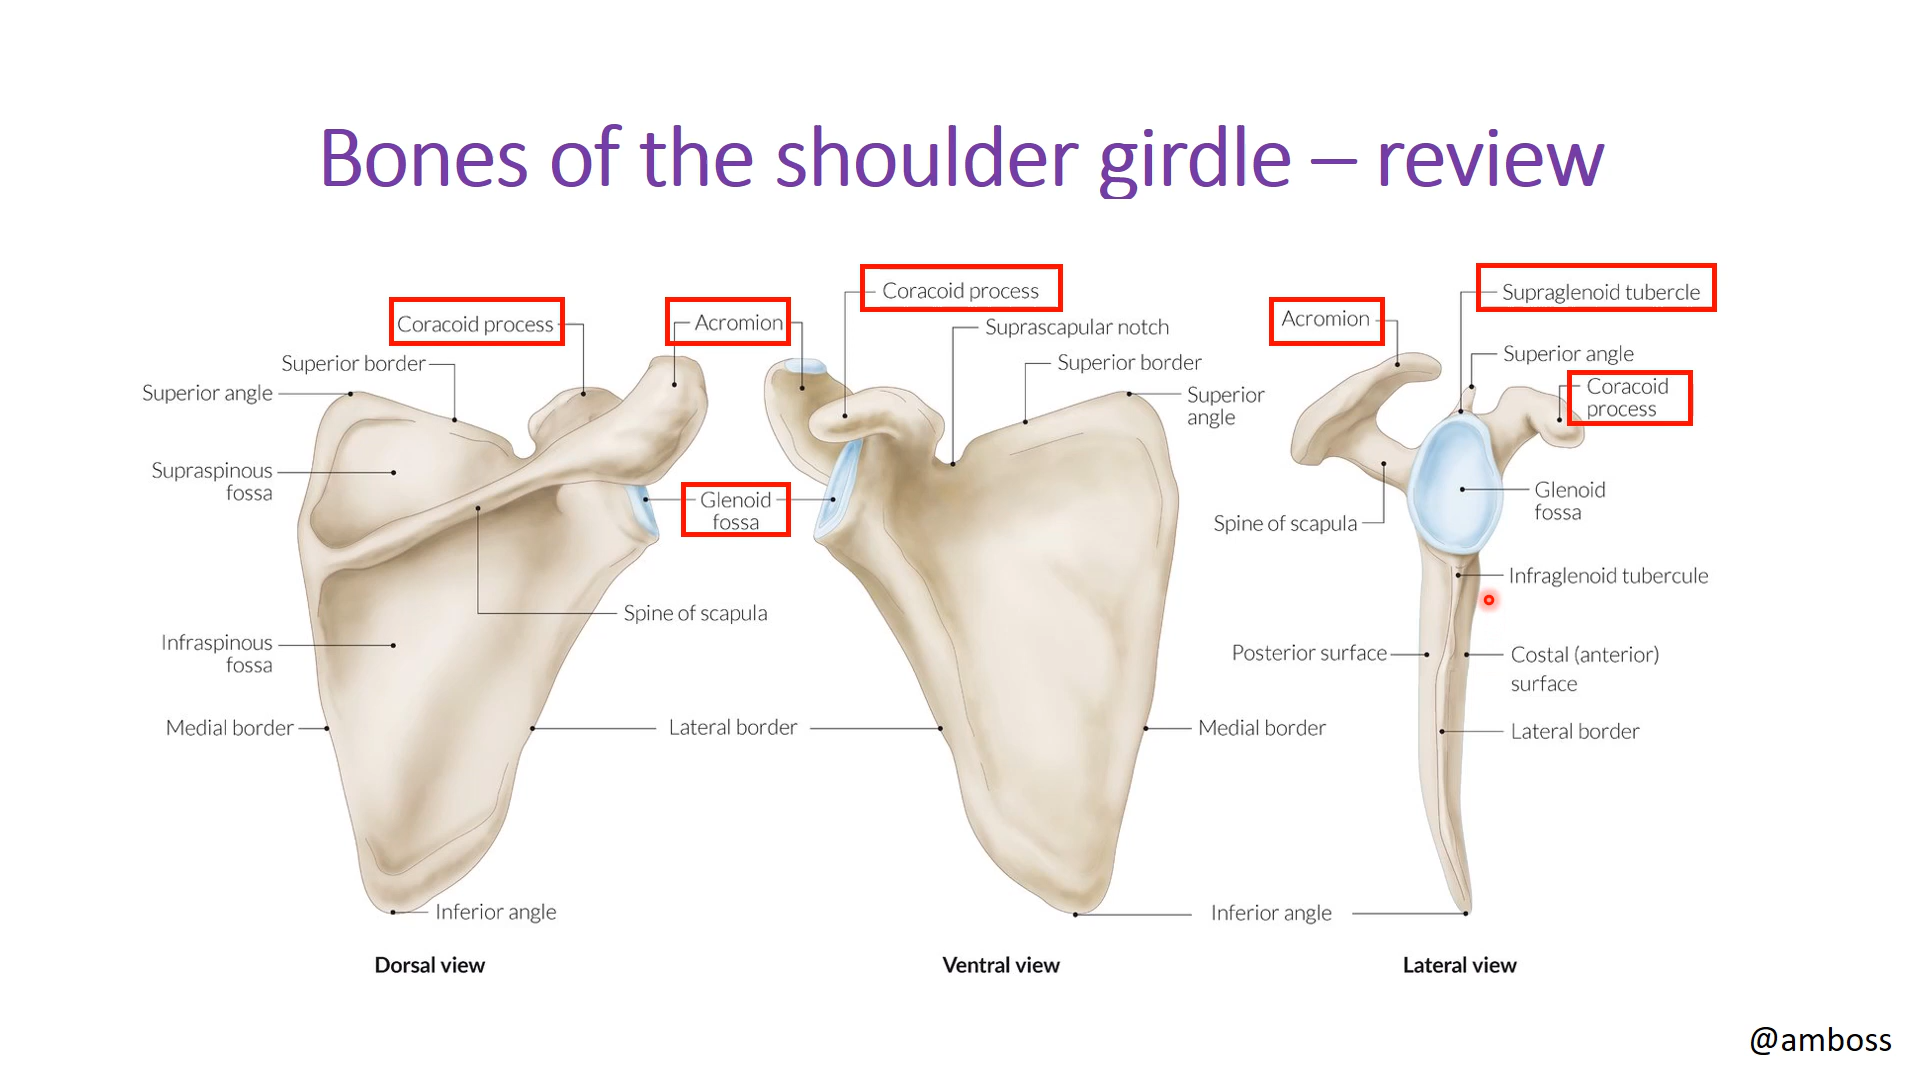 Bones of the shoulder girdle – review
Coracoid process
Acromion
Superior border
Superior angle
Supraspinous
fossa
Glenoid
fossa
Spine of scapula
Infraspinous
fossa
Medial border
Lateral border
Inferior angle
Dorsal view
Coracoid process
Suprascapular notch
Superior border
Superior
angle
Medial border
Inferior angle
Ventral view
Supraglenoid tubercle
Acromion
Superior angle
Coracoid
process
Glenoid
fossa
Spine of scapula
Infraglenoid tubercule
Posterior surface
Costal (anterior)
surface
Lateral border
Lateral view
@amboss